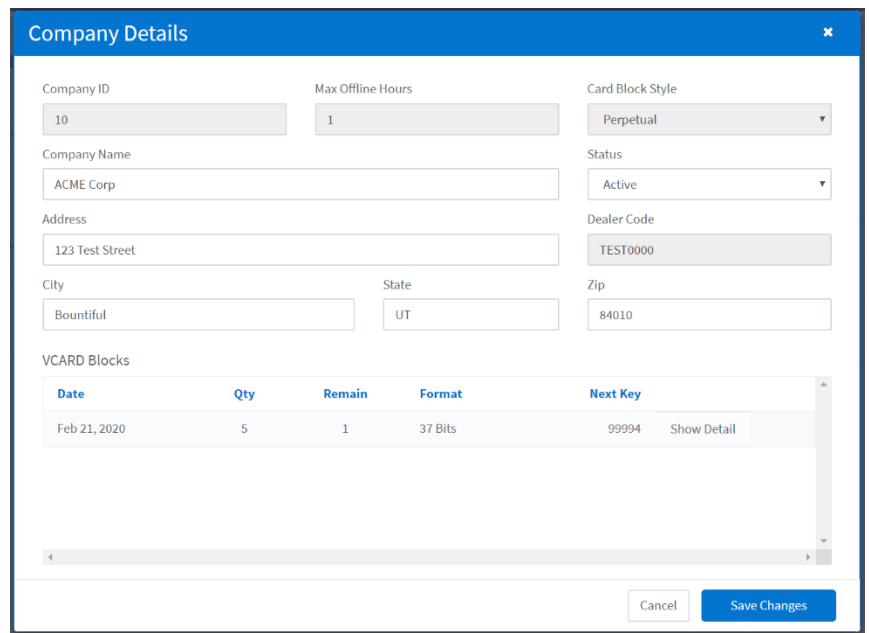 Company Details ✖
Company ID Max Offline Hours Card Block Style
10 1 Perpetual
Company Name Status
ACME Corp Active
Address Dealer Code
123 Test Street TEST0000
City State Zip
Bountiful UT 84010
VCARD Blocks
Date Qty Remain Format Next Key
Feb 21, 2020 5 1 37 Bits 99994 Show Detail
Cancel Save Changes